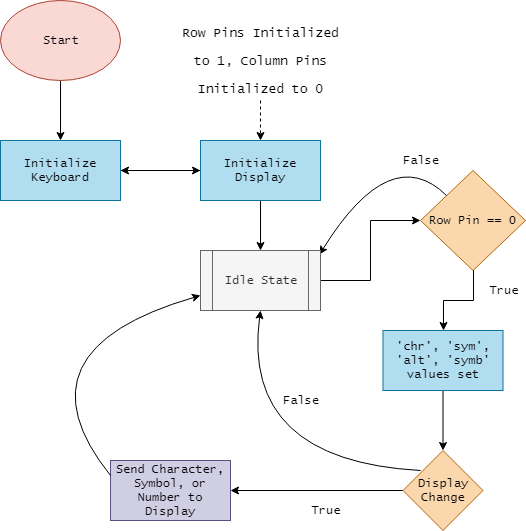 Start
Row Pins Initialized
to 1, Column Pins
Initialized to 0
Initialize
Keyboard
Initialize
Display
False
Row Pin == 0
Idle State
True
'chr', 'sym',
'alt', 'symb'
values set
False
Display
Change
True
Send Character,
Symbol, or
Number to
Display